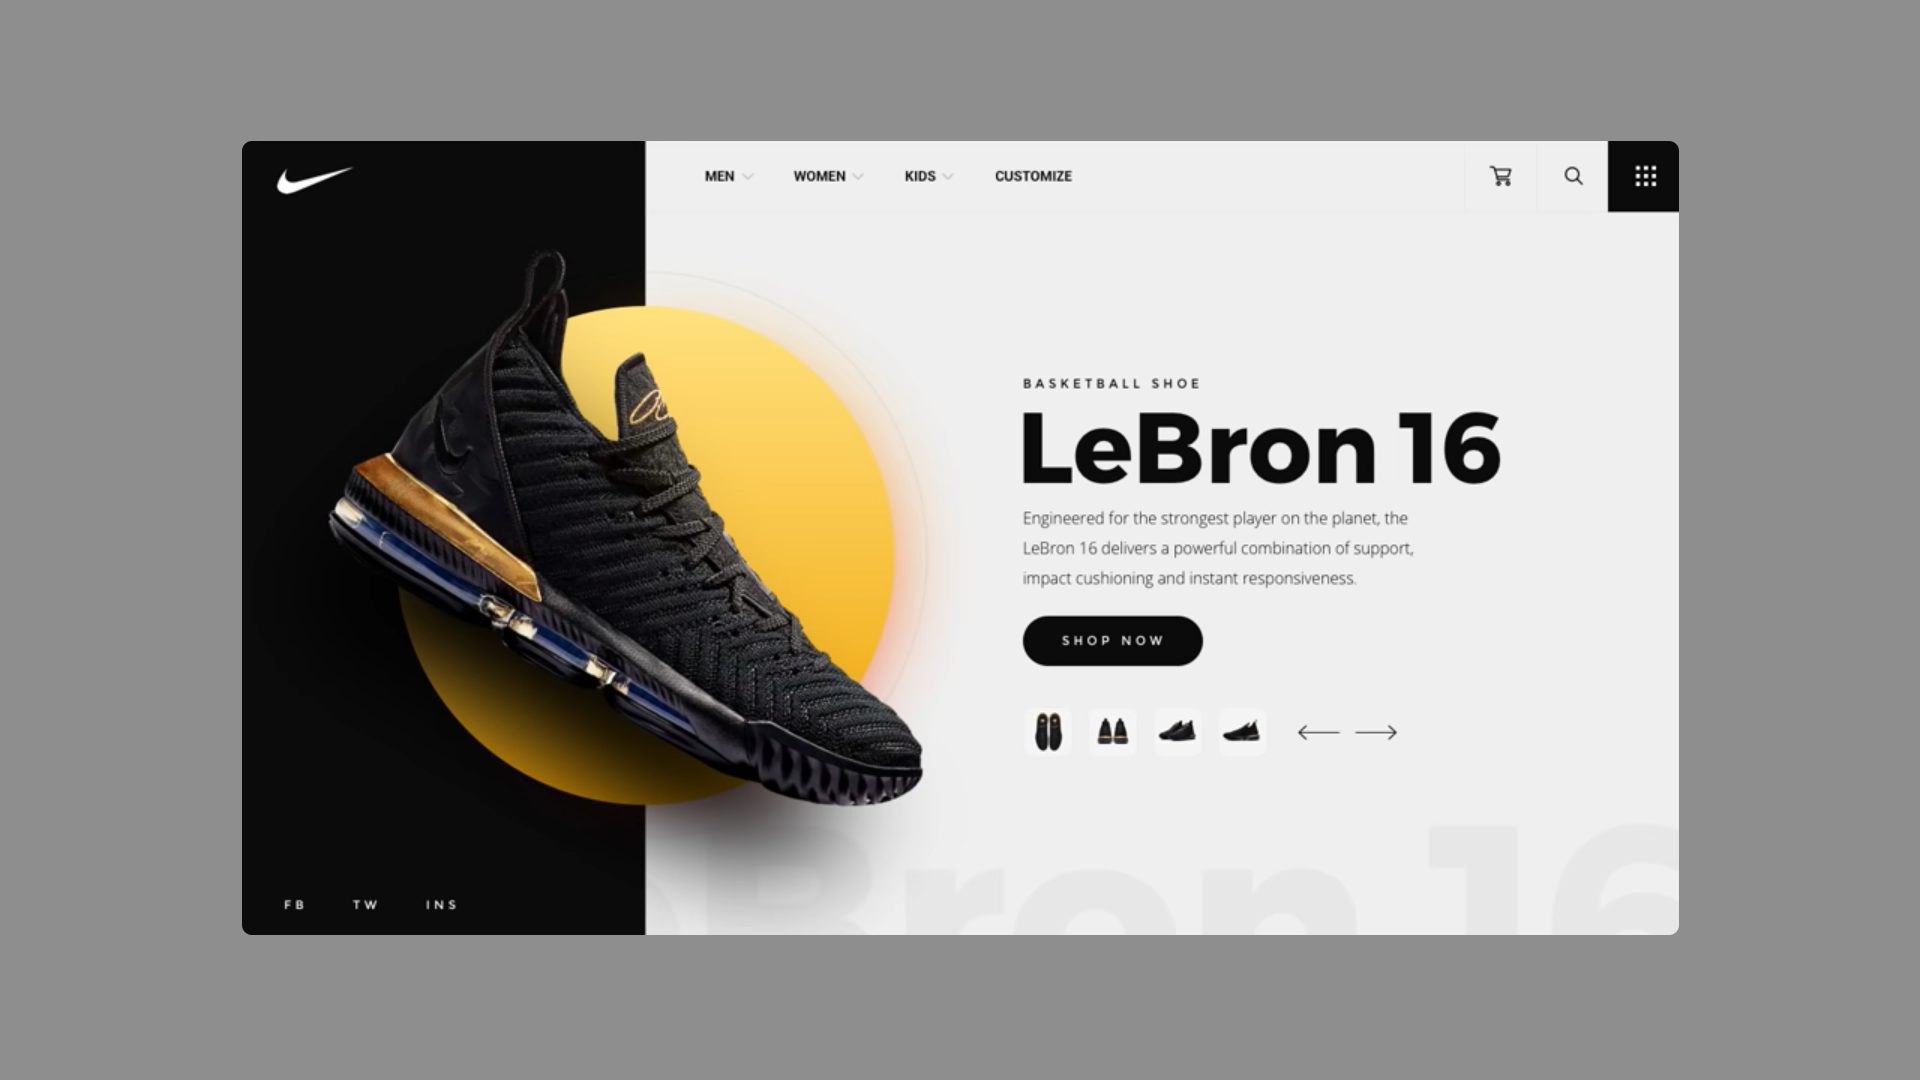 MEN
WOMEN
KIDS
CUSTOMIZE
BASKETBALL SHOE
LeBron 16
Engineered for the strongest player on the planet, the
LeBron 16 delivers a powerful combination of support,
impact cushioning and instant responsiveness.
SHOP NOW
eBron 16
FB
TW
INS